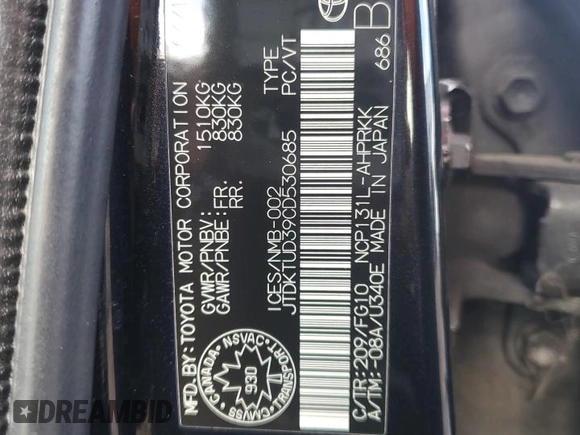 MFD. BY: TOYOTA MOTOR CORPORATION
GVWR/PNBV: 1510KG
GAWR/PNBE: FR. 830KG
RR. 830KG
CANADA
NSVAC
TRANSPORT
CMVSS
930
ICES/NMB-002
JTDKTUD39CD530685
TYPE
PC/VT
C/TR:209/FG10 NCP131L-AHPRKK
A/TM:-08A/U340E MADE IN JAPAN
686
B
DREAMBID